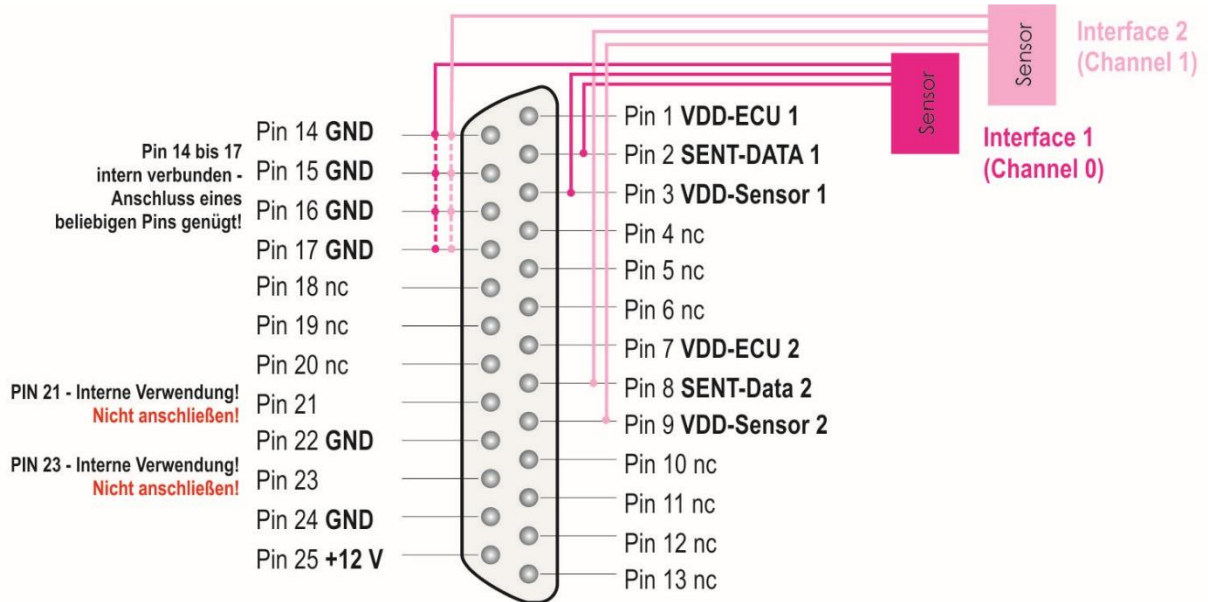 Pin 14 bis 17
intern verbunden -
Anschluss eines
beliebigen Pins genügt!
PIN 21 - Interne Verwendung!
Nicht anschließen!
PIN 23 - Interne Verwendung!
Nicht anschließen!
Pin 14 GND
Pin 15 GND
Pin 16 GND
Pin 17 GND
Pin 18 nc
Pin 19 nc
Pin 20 nc
Pin 21
Pin 22 GND
Pin 23
Pin 24 GND
Pin 25 +12 V
Pin 1 VDD-ECU 1
Pin 2 SENT-DATA 1
Pin 3 VDD-Sensor 1
Pin 4 nc
Pin 5 nc
Pin 6 nc
Pin 7 VDD-ECU 2
Pin 8 SENT-Data 2
Pin 9 VDD-Sensor 2
Pin 10 nc
Pin 11 nc
Pin 12 nc
Pin 13 nc
Sensor
Interface 1
(Channel 0)
Sensor
Interface 2
(Channel 1)